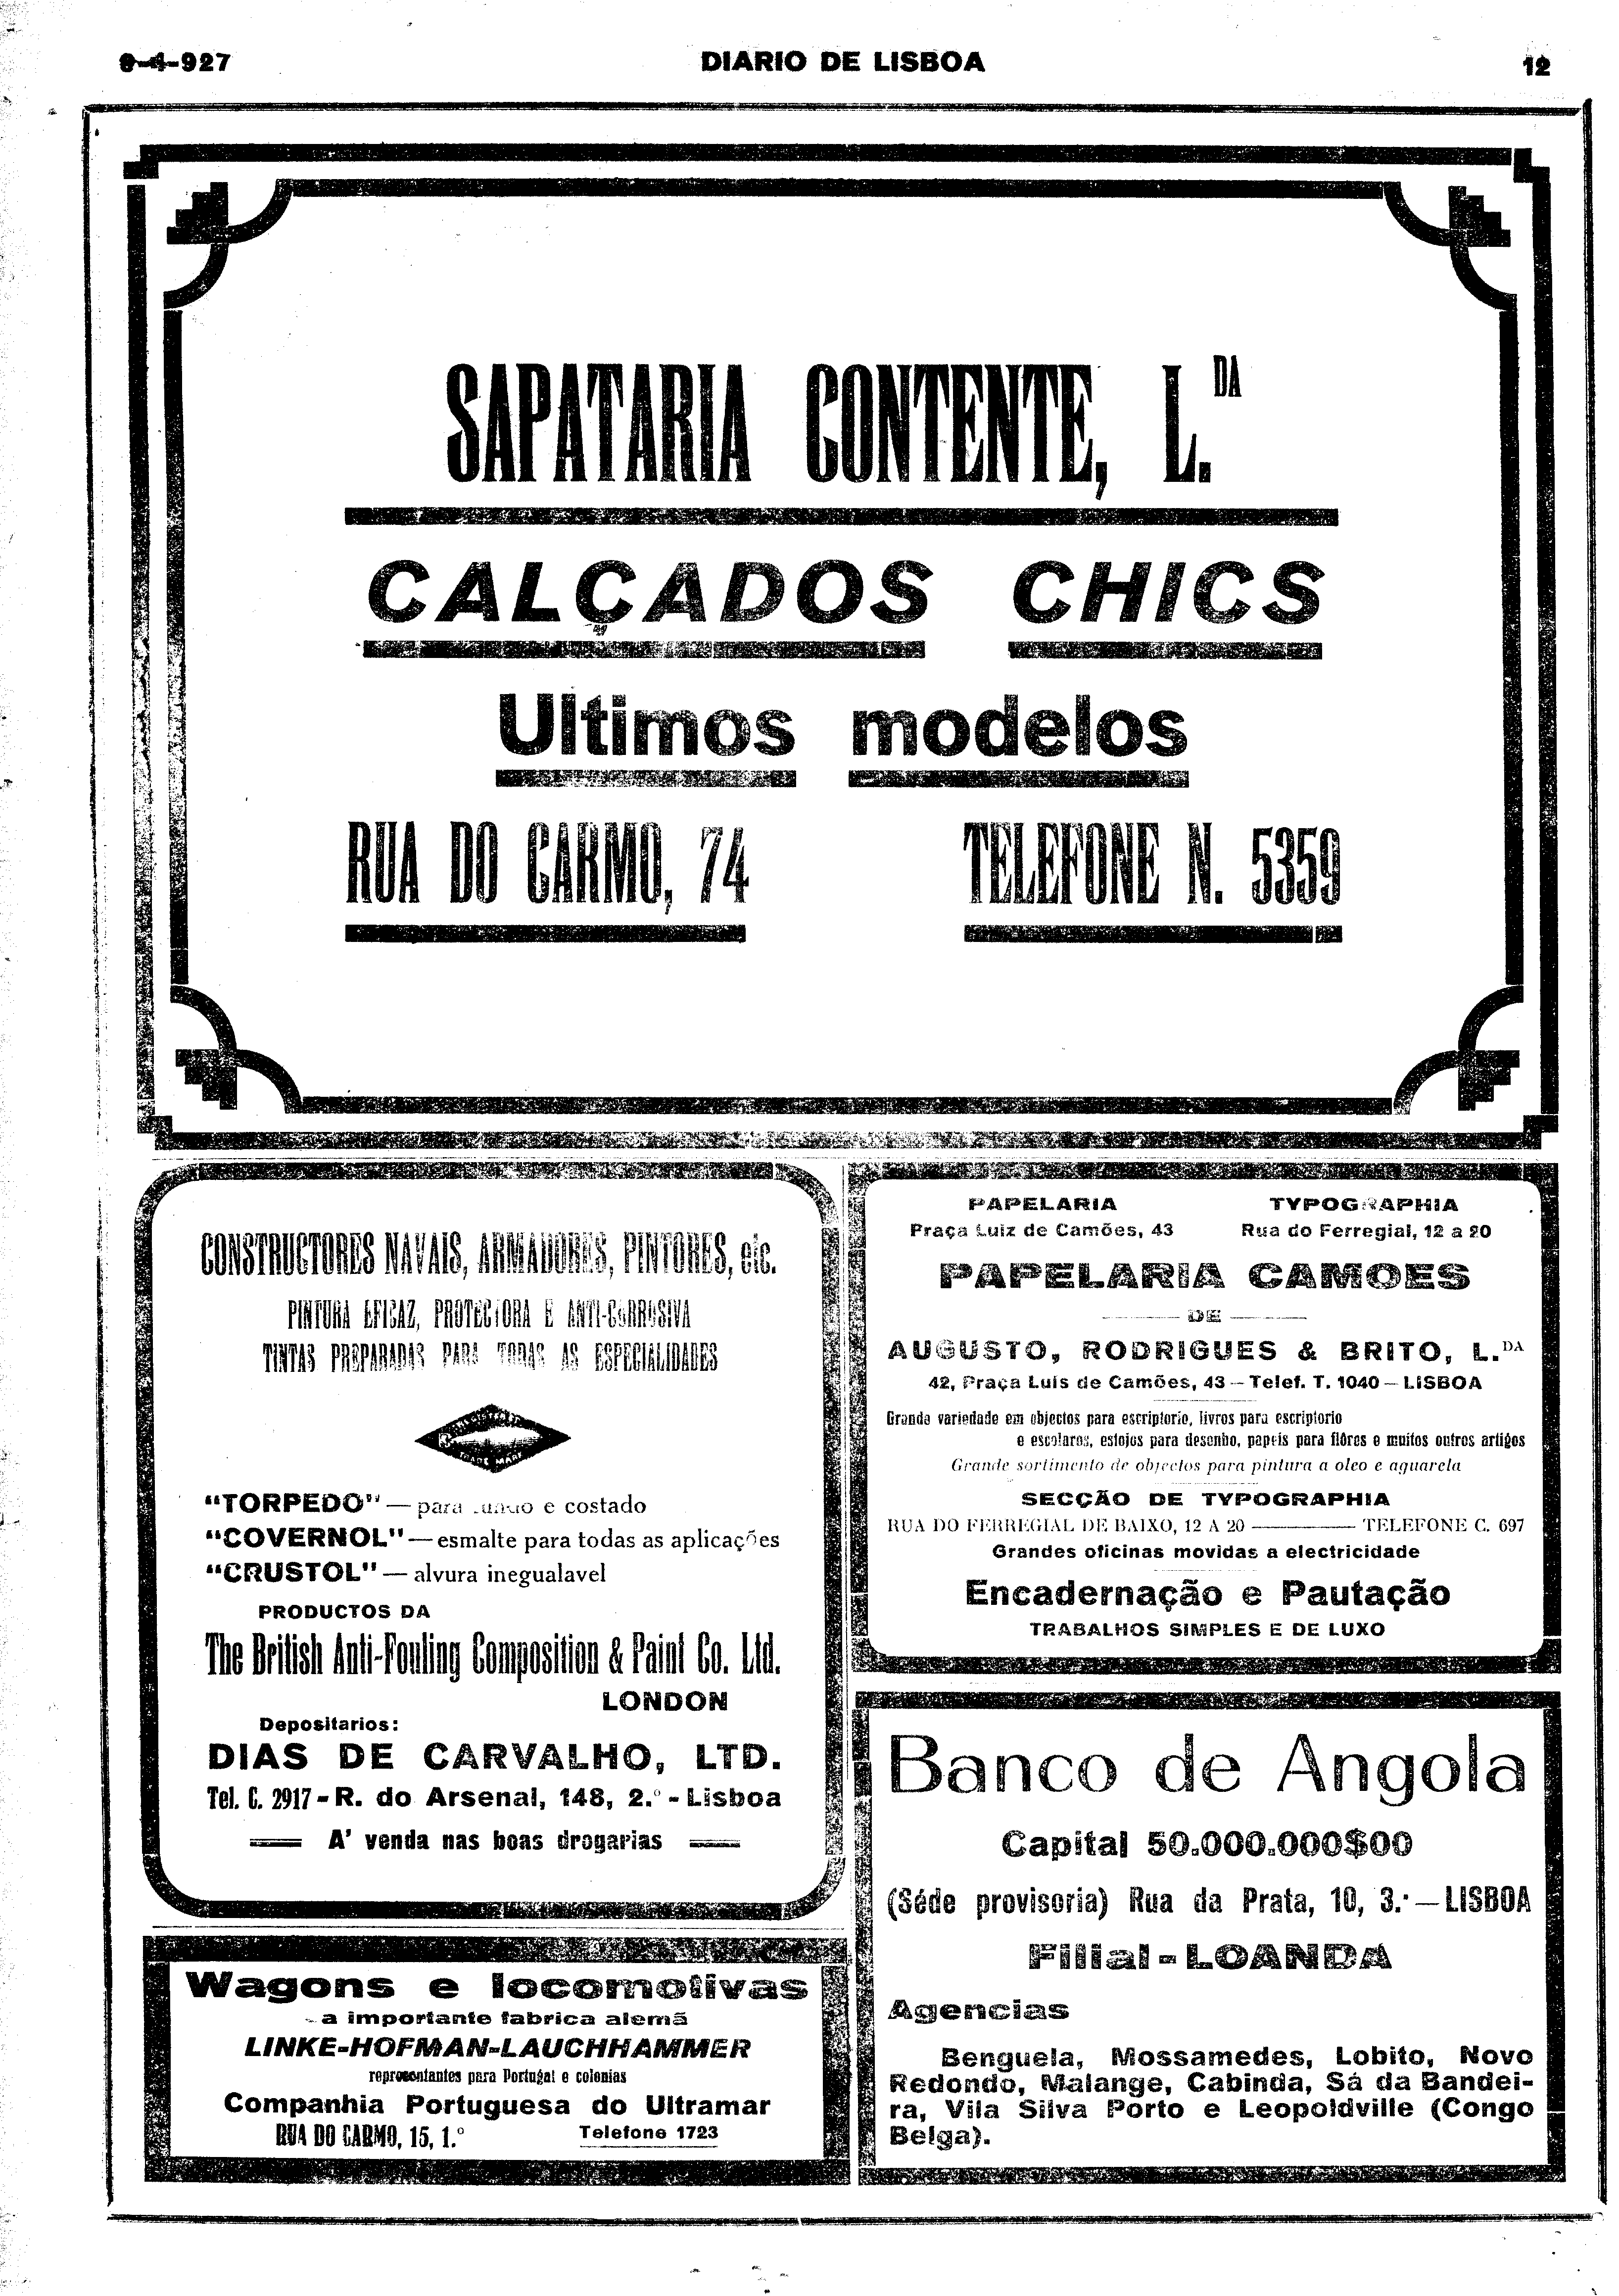 DIARIO DE LISBOA
12
SAPATARIA CONTENTE, L.DA
CALÇADOS CHICS
Ultimos modelos
RUA DO CARMO, 74
TELEFONE N. 5359
CONSTRUCTORES NAVAIS, ARMADORES, PINTORES, etc.
PINTURA EFICAZ, PROTECTORA E ANTI-CORROSIVA
TINTAS PREPARADAS PARA TODAS AS ESPECIALIDADES
TRADE MARK
"TORPEDO" — para e costado
"COVERNOL" — esmalte para todas as aplicações
"CRUSTOL" — alvura inegualavel
PRODUCTOS DA
The British Anti-Fouling Composition & Paint Co. Ltd.
LONDON
Depositarios:
DIAS DE CARVALHO, LTD.
Tel. C. 2917 - R. do Arsenal, 148, 2.º - Lisboa
A' venda nas boas drogarias
Wagons e locomotivas
a importante fabrica alemã
LINKE-HOFMAN-LAUCHHAMMER
representantes para Portugal e colonias
Companhia Portuguesa do Ultramar
RUA DO CARMO, 15, 1.º
Telefone 1723
PAPELARIA
Praça Luiz de Camões, 43
TYPOGRAPHIA
Rua do Ferregial, 12 a 20
PAPELARIA CAMOES
DE
AUGUSTO, RODRIGUES & BRITO, L.DA
42, Praça Luis de Camões, 43 — Telef. T. 1040 — LISBOA
Grande variedade em objectos para escriptorio, livros para escriptorio
e escolares, estojos para desenho, papeis para flôres e muitos outros artigos
Grande sortimento de objectos para pintura a oleo e aguarela
SECÇÃO DE TYPOGRAPHIA
RUA DO FERREGIAL DE BAIXO, 12 A 20 — TELEFONE C. 697
Grandes oficinas movidas a electricidade
Encadernação e Pautação
TRABALHOS SIMPLES E DE LUXO
Banco de Angola
Capital 50.000.000$00
(Séde provisoria) Rua da Prata, 10, 3.º — LISBOA
Filial - LOANDA
Agencias
Benguela, Mossamedes, Lobito, Novo
Redondo, Malange, Cabinda, Sá da Bandei-
ra, Vila Silva Porto e Leopoldville (Congo
Belga).